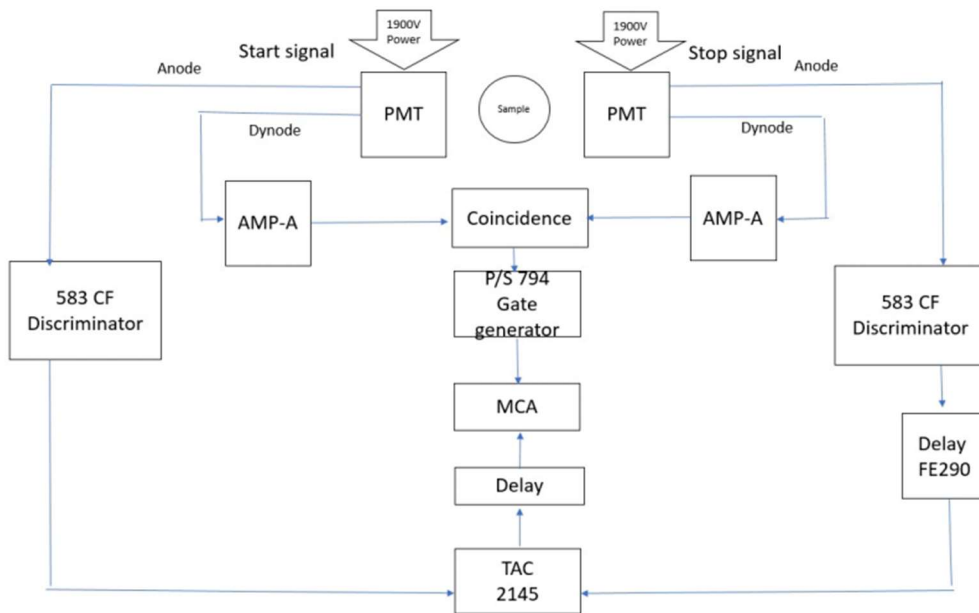 1900V
Power
1900V
Power
Start signal
Stop signal
Anode
Anode
PMT
Sample
PMT
Dynode
Dynode
AMP-A
Coincidence
AMP-A
583 CF
Discriminator
P/S 794
Gate
generator
583 CF
Discriminator
MCA
Delay
FE290
Delay
TAC
2145